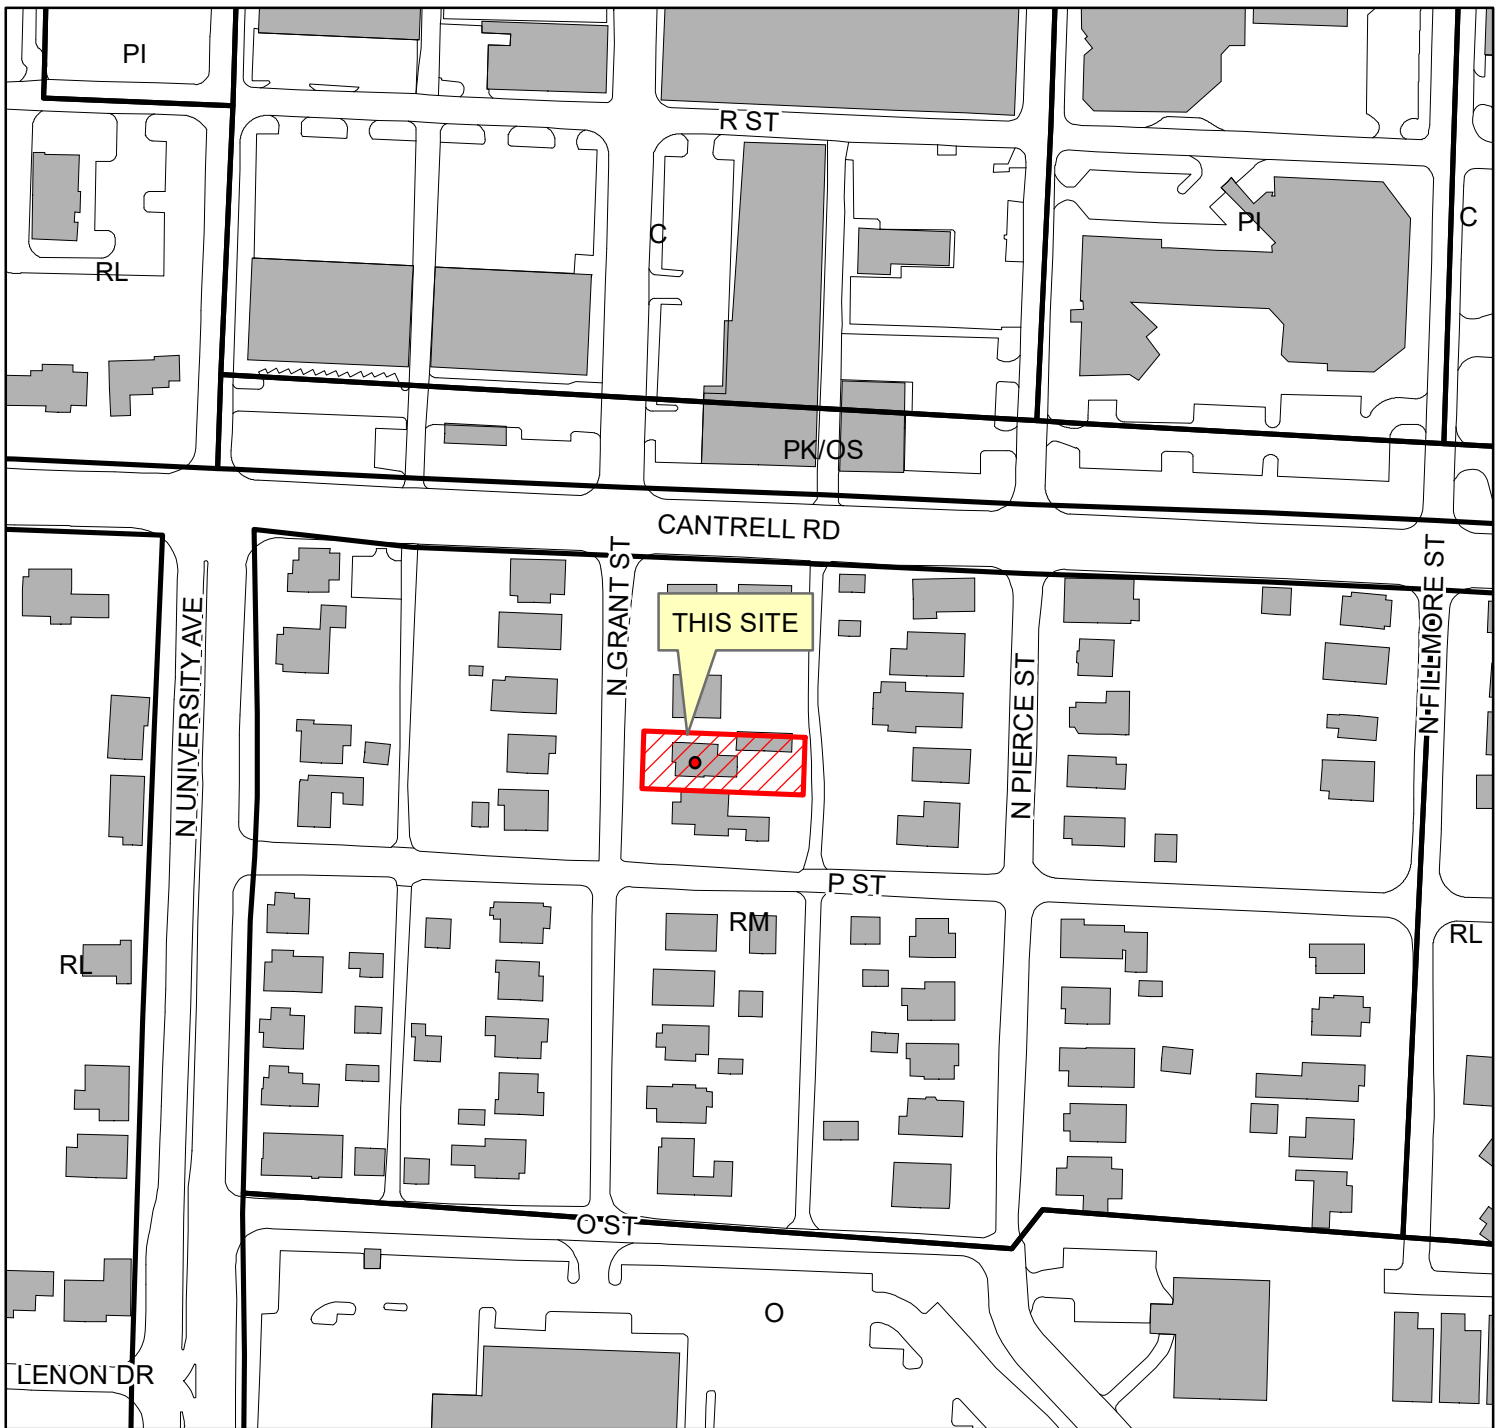 PI
R ST
C
PI
C
RL
PK/OS
CANTRELL RD
N GRANT ST
N FILLMORE ST
THIS SITE
N UNIVERSITY AVE
N PIERCE ST
P ST
RM
RL
RL
O ST
O
LENON DR